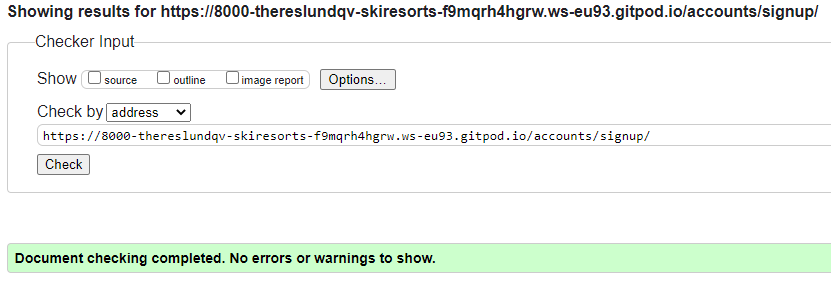 Showing results for https://8000-thereslundqv-skiresorts-f9mqrh4hgrw.ws-eu93.gitpod.io/accounts/signup/
Checker Input
Show source outline image report Options...
Check by address
https://8000-thereslundqv-skiresorts-f9mqrh4hgrw.ws-eu93.gitpod.io/accounts/signup/
Check
Document checking completed. No errors or warnings to show.